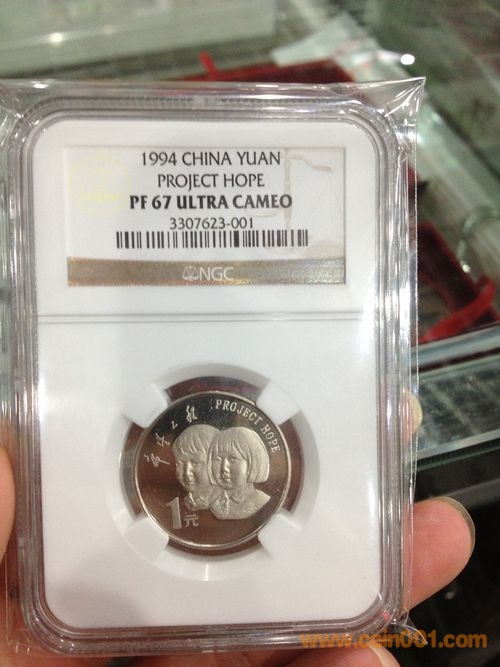 1994 CHINA YUAN
PROJECT HOPE
PF 67 ULTRA CAMEO
3307623-001
NGC
PROJECT HOPE
希望工程
1元
www.coin001.com